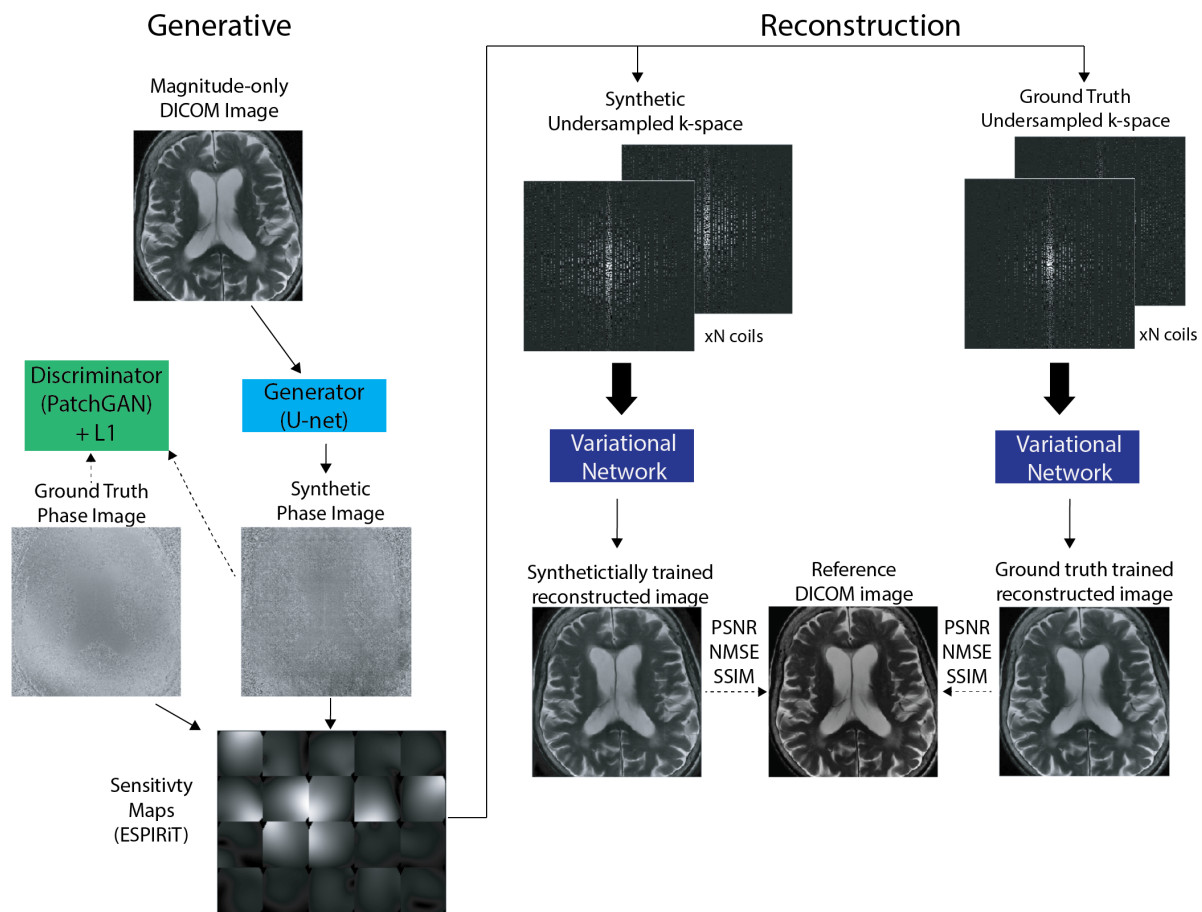 Generative
Magnitude-only
DICOM Image
Discriminator
(PatchGAN)
+ L1
Generator
(U-net)
Ground Truth
Phase Image
Synthetic
Phase Image
Sensitivty
Maps
(ESPIRiT)
Reconstruction
Synthetic
Undersampled k-space
xN coils
Ground Truth
Undersampled k-space
xN coils
Variational
Network
Variational
Network
Synthetictially trained
reconstructed image
Reference
DICOM image
Ground truth trained
reconstructed image
PSNR
NMSE
SSIM
PSNR
NMSE
SSIM